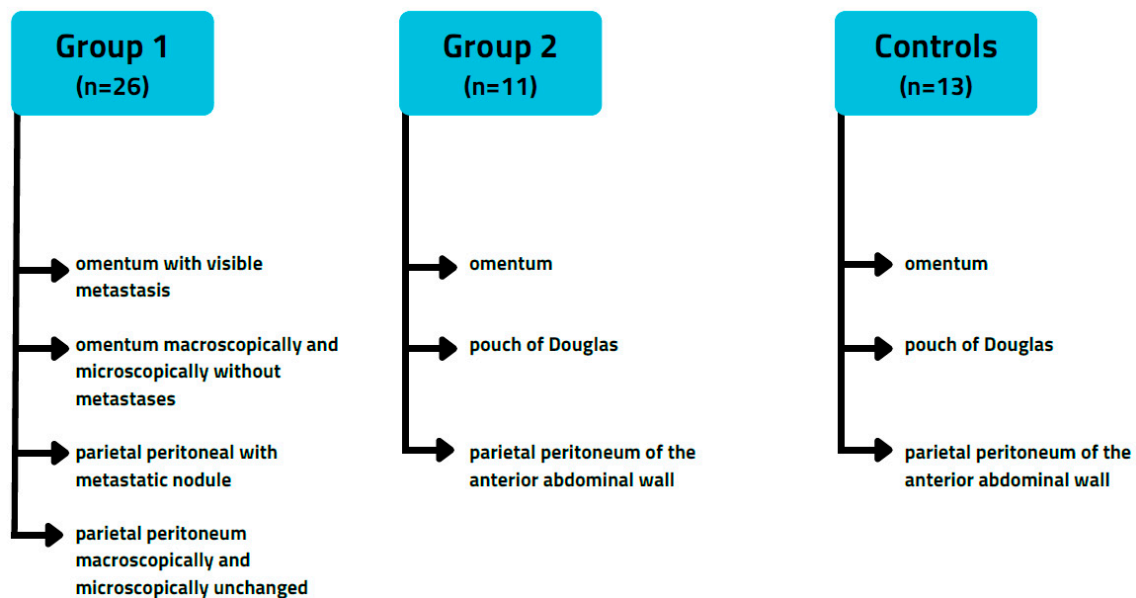 Group 1
(n=26)
omentum with visible
metastasis
omentum macroscopically and
microscopically without
metastases
parietal peritoneal with
metastatic nodule
parietal peritoneum
macroscopically and
microscopically unchanged
Group 2
(n=11)
omentum
pouch of Douglas
parietal peritoneum of the
anterior abdominal wall
Controls
(n=13)
omentum
pouch of Douglas
parietal peritoneum of the
anterior abdominal wall